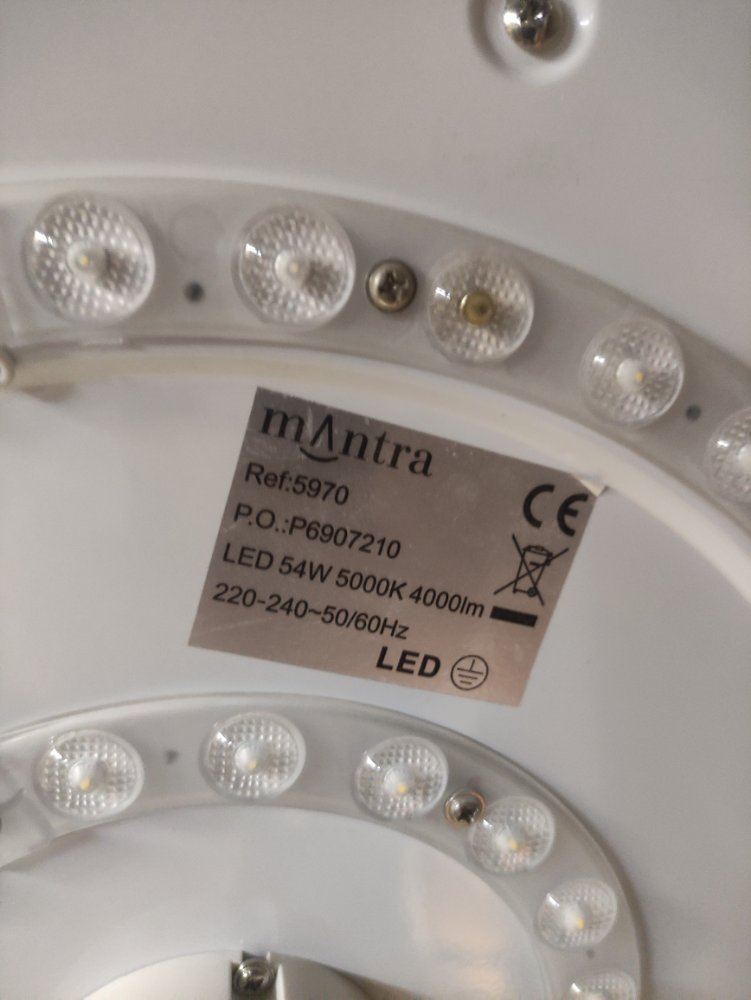 mantra
Ref:5970
P.O.:P6907210
LED 54W 5000K 4000lm
220-240~50/60Hz
LED
CE